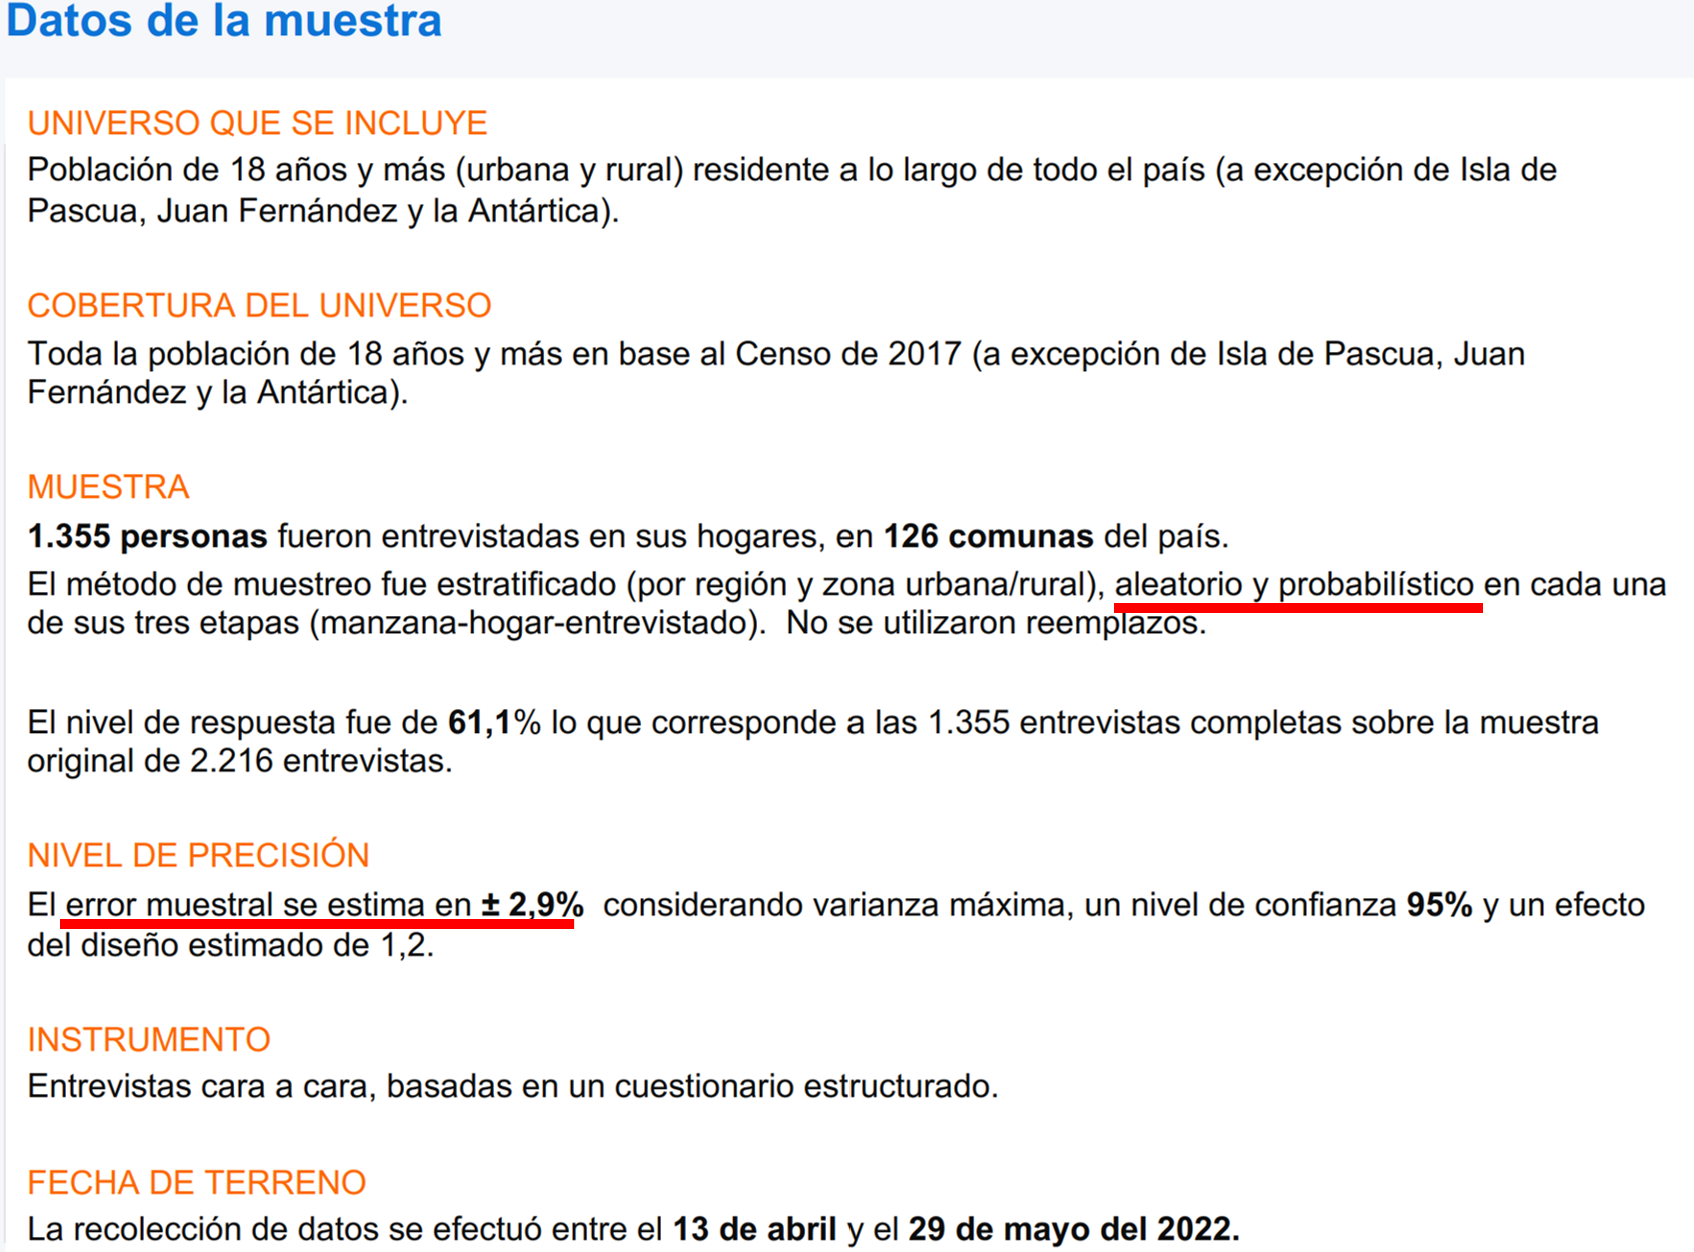 Datos de la muestra
UNIVERSO QUE SE INCLUYE
Población de 18 años y más (urbana y rural) residente a lo largo de todo el país (a excepción de Isla de
Pascua, Juan Fernández y la Antártica).
COBERTURA DEL UNIVERSO
Toda la población de 18 años y más en base al Censo de 2017 (a excepción de Isla de Pascua, Juan
Fernández y la Antártica).
MUESTRA
1.355 personas fueron entrevistadas en sus hogares, en 126 comunas del país.
El método de muestreo fue estratificado (por región y zona urbana/rural), aleatorio y probabilístico en cada una
de sus tres etapas (manzana-hogar-entrevistado).  No se utilizaron reemplazos.
El nivel de respuesta fue de 61,1% lo que corresponde a las 1.355 entrevistas completas sobre la muestra
original de 2.216 entrevistas.
NIVEL DE PRECISIÓN
El error muestral se estima en ± 2,9%  considerando varianza máxima, un nivel de confianza 95% y un efecto
del diseño estimado de 1,2.
INSTRUMENTO
Entrevistas cara a cara, basadas en un cuestionario estructurado.
FECHA DE TERRENO
La recolección de datos se efectuó entre el 13 de abril y el 29 de mayo del 2022.